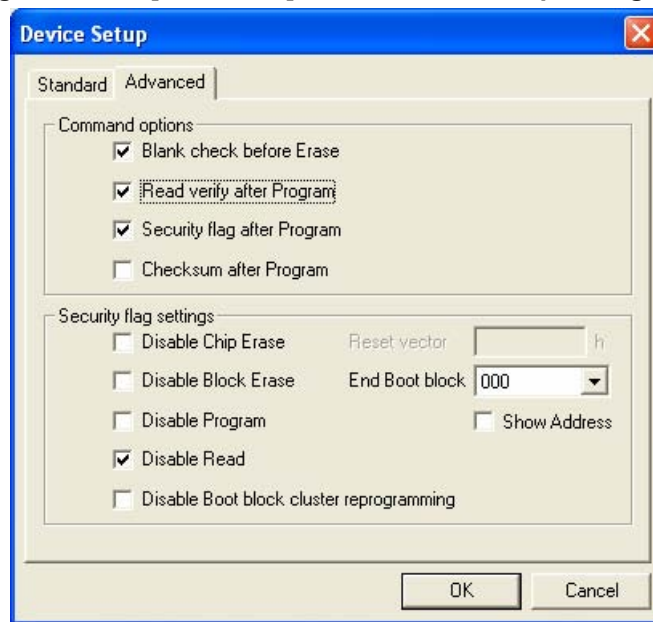 Device Setup
Standard Advanced
Command options
Blank check before Erase
Read verify after Program
Security flag after Program
Checksum after Program
Security flag settings
Disable Chip Erase Reset vector h
Disable Block Erase End Boot block 000
Disable Program Show Address
Disable Read
Disable Boot block cluster reprogramming
OK Cancel